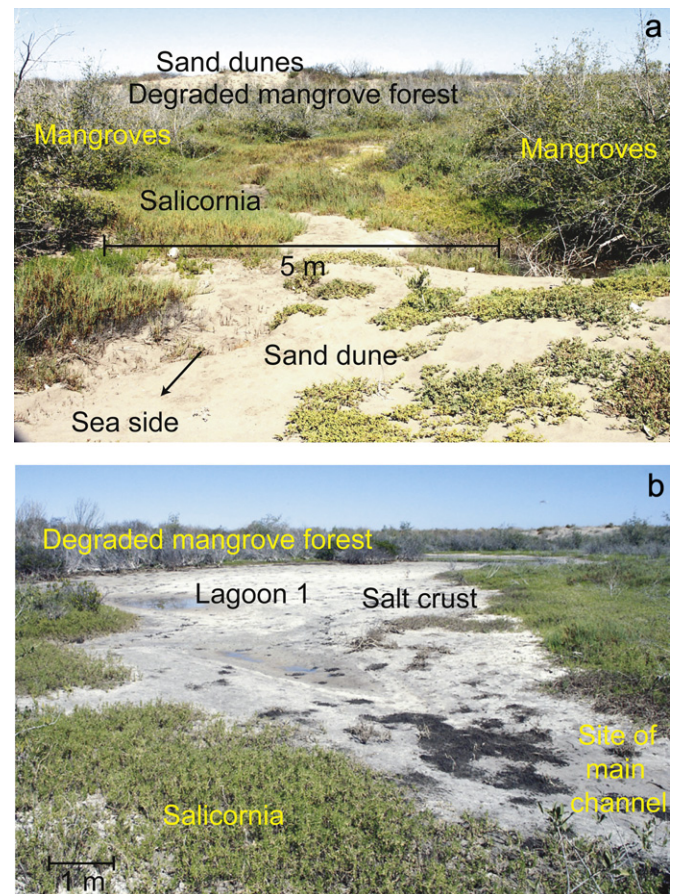 a
Sand dunes
Degraded mangrove forest
Mangroves
Mangroves
Salicornia
5 m
Sand dune
Sea side
b
Degraded mangrove forest
Lagoon 1
Salt crust
Site of
main
channel
Salicornia
1 m